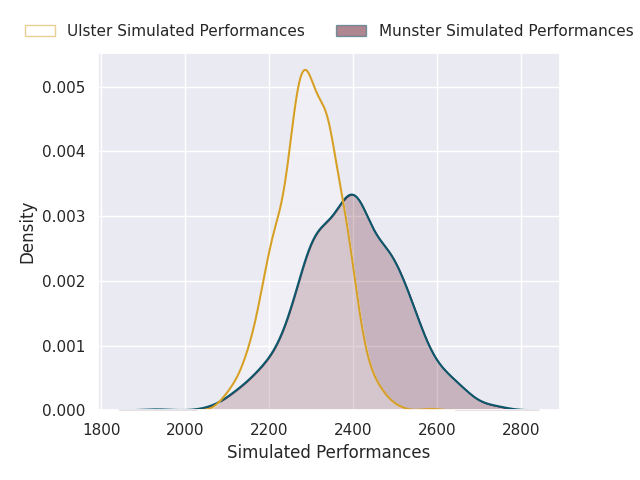 Ulster Simulated Performances
Munster Simulated Performances
Density
0.005
0.004
0.003
0.002
0.001
0.000
1800 2000 2200 2400 2600 2800
Simulated Performances